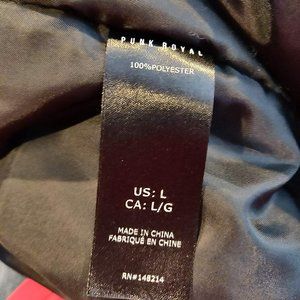 PUNK ROYAL
100%POLYESTER
US: L
CA: L/G
MADE IN CHINA
FABRIQUÉ EN CHINE
RN#148214